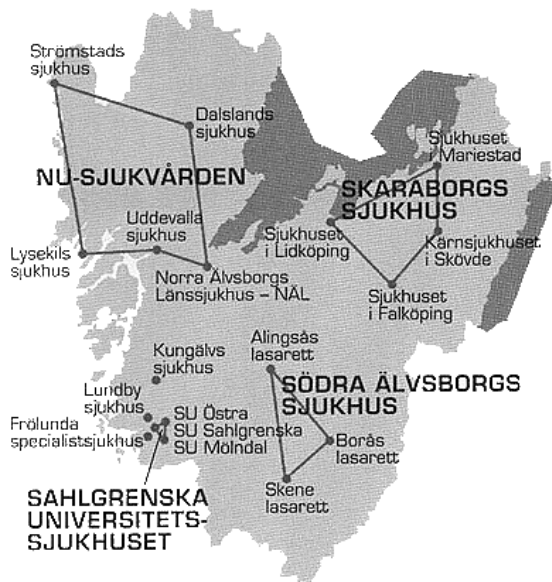 Strömstads
sjukhus
Dalslands
sjukhus
NU-SJUKVÅRDEN
Uddevalla
sjukhus
Lysekils
sjukhus
Norra Älvsborgs
Länssjukhus – NÄL
Sjukhuset
i Mariestad
SKARABORGS
SJUKHUS
Sjukhuset
i Lidköping
Kärnsjukhuset
i Skövde
Sjukhuset
i Falköping
Kungälvs
sjukhus
Alingsås
lasarett
Lundby
sjukhus
Frölunda
specialistsjukhus
SU Östra
SU Sahlgrenska
SU Mölndal
SÖDRA ÄLVSBORGS
SJUKHUS
Borås
lasarett
Skene
lasarett
SAHLGRENSKA
UNIVERSITETS-
SJUKHUSET